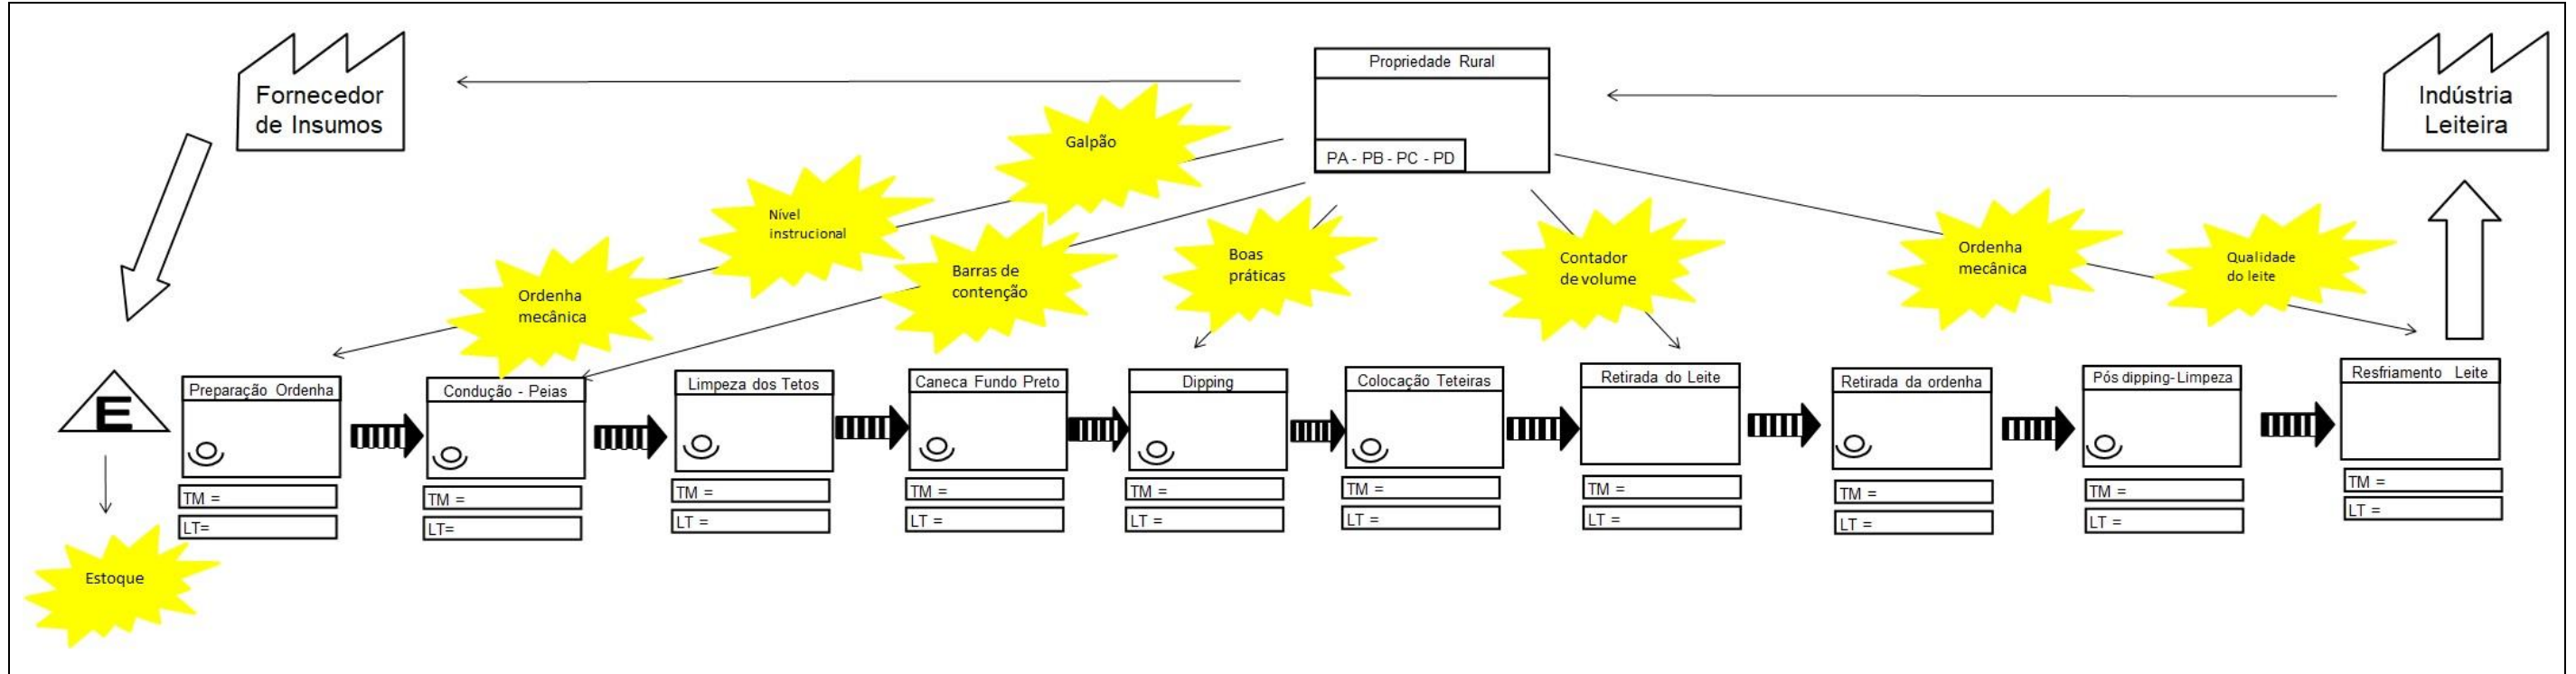 Fornecedor
de Insumos
Propriedade Rural
PA - PB - PC - PD
Indústria
Leiteira
Galpão
Nível
instrucional
Ordenha
mecânica
Barras de
contenção
Boas
práticas
Contador
de volume
Ordenha
mecânica
Qualidade
do leite
E
Estoque
Preparação Ordenha
TM =
LT=
Condução - Peias
TM =
LT=
Limpeza dos Tetos
TM =
LT =
Caneca Fundo Preto
TM =
LT =
Dipping
TM =
LT =
Colocação Teteiras
TM =
LT =
Retirada do Leite
TM =
LT =
Retirada da ordenha
TM =
LT =
Pós dipping- Limpeza
TM =
LT =
Resfriamento Leite
TM =
LT =